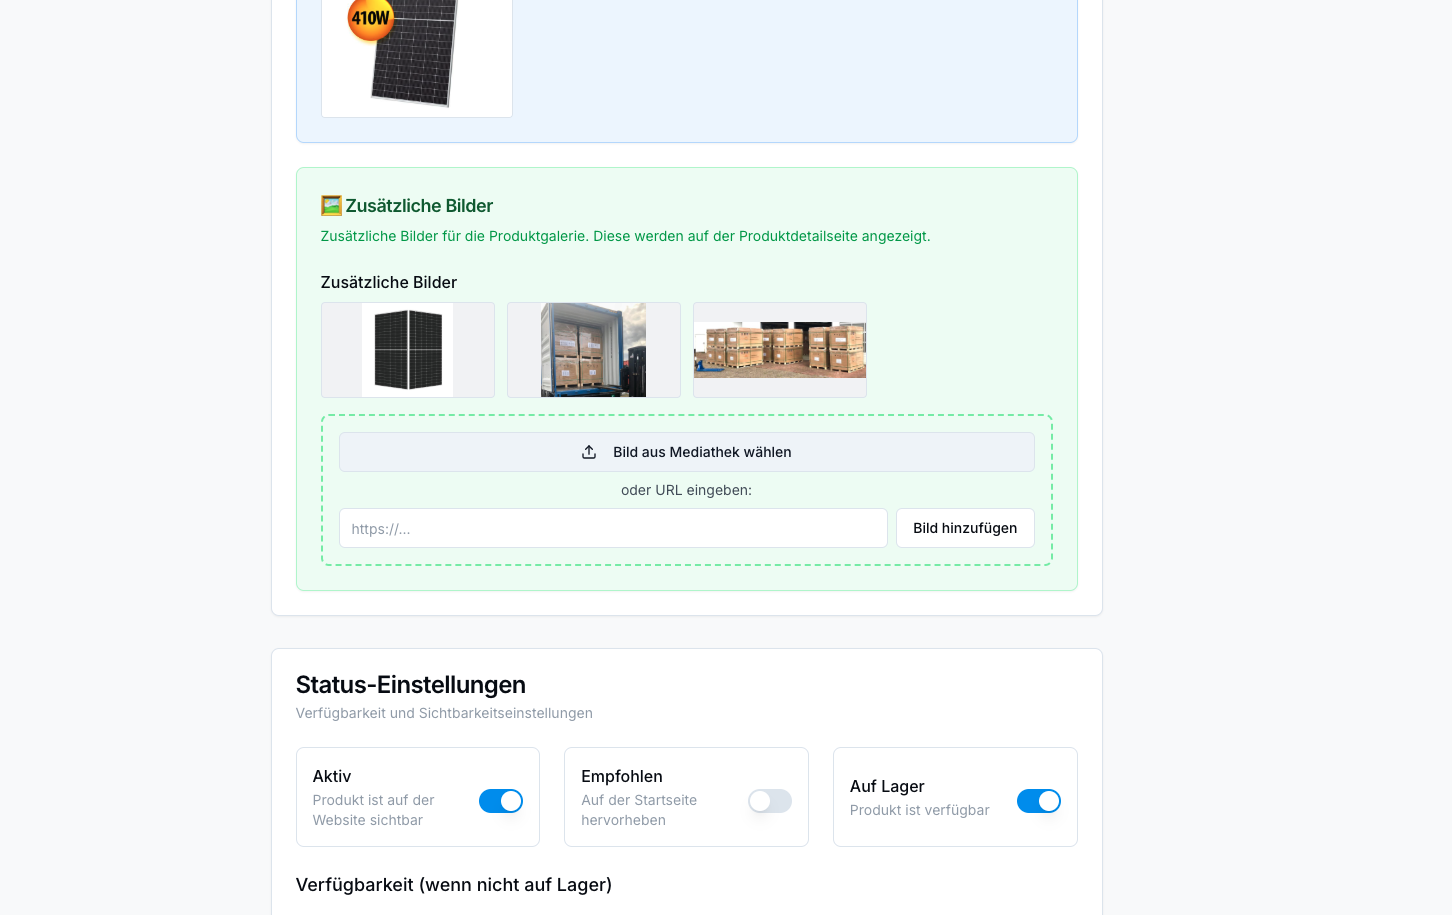 410W
Zusätzliche Bilder
Zusätzliche Bilder für die Produktgalerie. Diese werden auf der Produktdetailseite angezeigt.
Zusätzliche Bilder
Bild aus Mediathek wählen
oder URL eingeben:
https://...
Bild hinzufügen
Status-Einstellungen
Verfügbarkeit und Sichtbarkeitseinstellungen
Aktiv
Produkt ist auf der
Website sichtbar
Empfohlen
Auf der Startseite
hervorheben
Auf Lager
Produkt ist verfügbar
Verfügbarkeit (wenn nicht auf Lager)